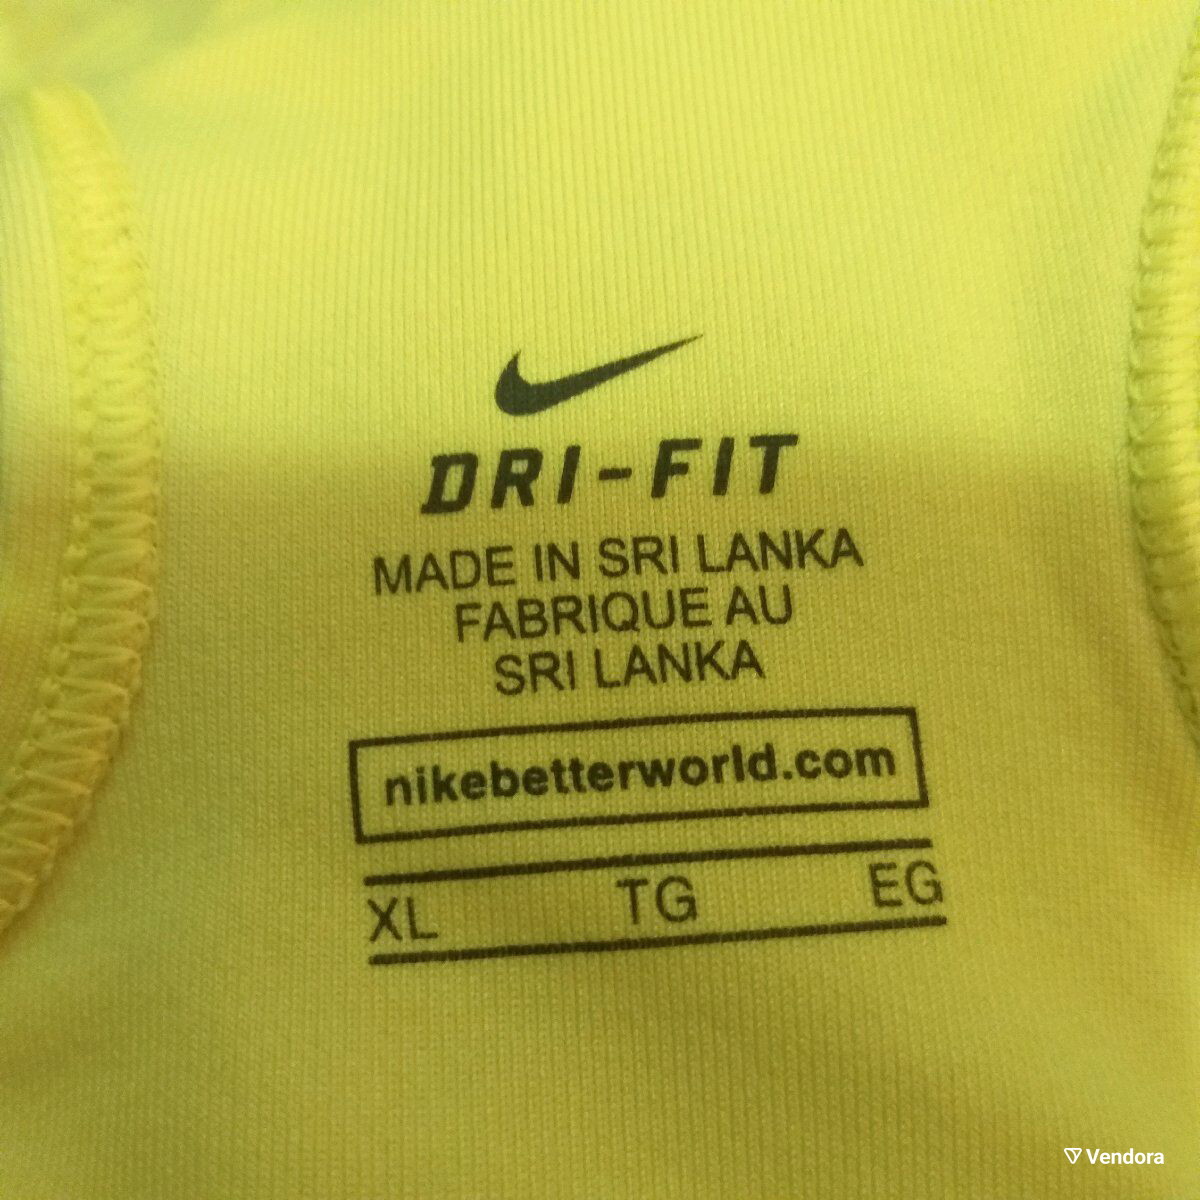 DRI-FIT
MADE IN SRI LANKA
FABRIQUE AU
SRI LANKA
nikebetterworld.com
XL TG EG
Vendora